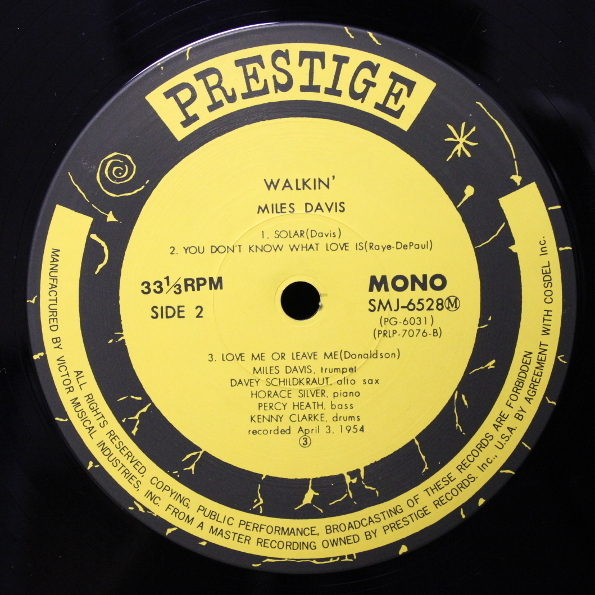 PRESTIGE
WALKIN'
MILES DAVIS
1. SOLAR(Davis)
2. YOU DON'T KNOW WHAT LOVE IS(Raye-DePaul)
33⅓RPM
SIDE 2
MONO
SMJ-6528Ⓜ
(PG-6031)
(PRLP-7076-B)
3. LOVE ME OR LEAVE ME(Donaldson)
MILES DAVIS, trumpet
DAVEY SCHILDKRAUT, alto sax
HORACE SILVER, piano
PERCY HEATH, bass
KENNY CLARKE, drums
recorded April 3, 1954
③
MANUFACTURED BY VICTOR MUSICAL INDUSTRIES, INC. FROM A MASTER RECORDING OWNED BY PRESTIGE RECORDS, Inc., U.S.A. BY AGREEMENT WITH COSDEL Inc.
ALL RIGHTS RESERVED, COPYING, PUBLIC PERFORMANCE, BROADCASTING OF THESE RECORDS ARE FORBIDDEN